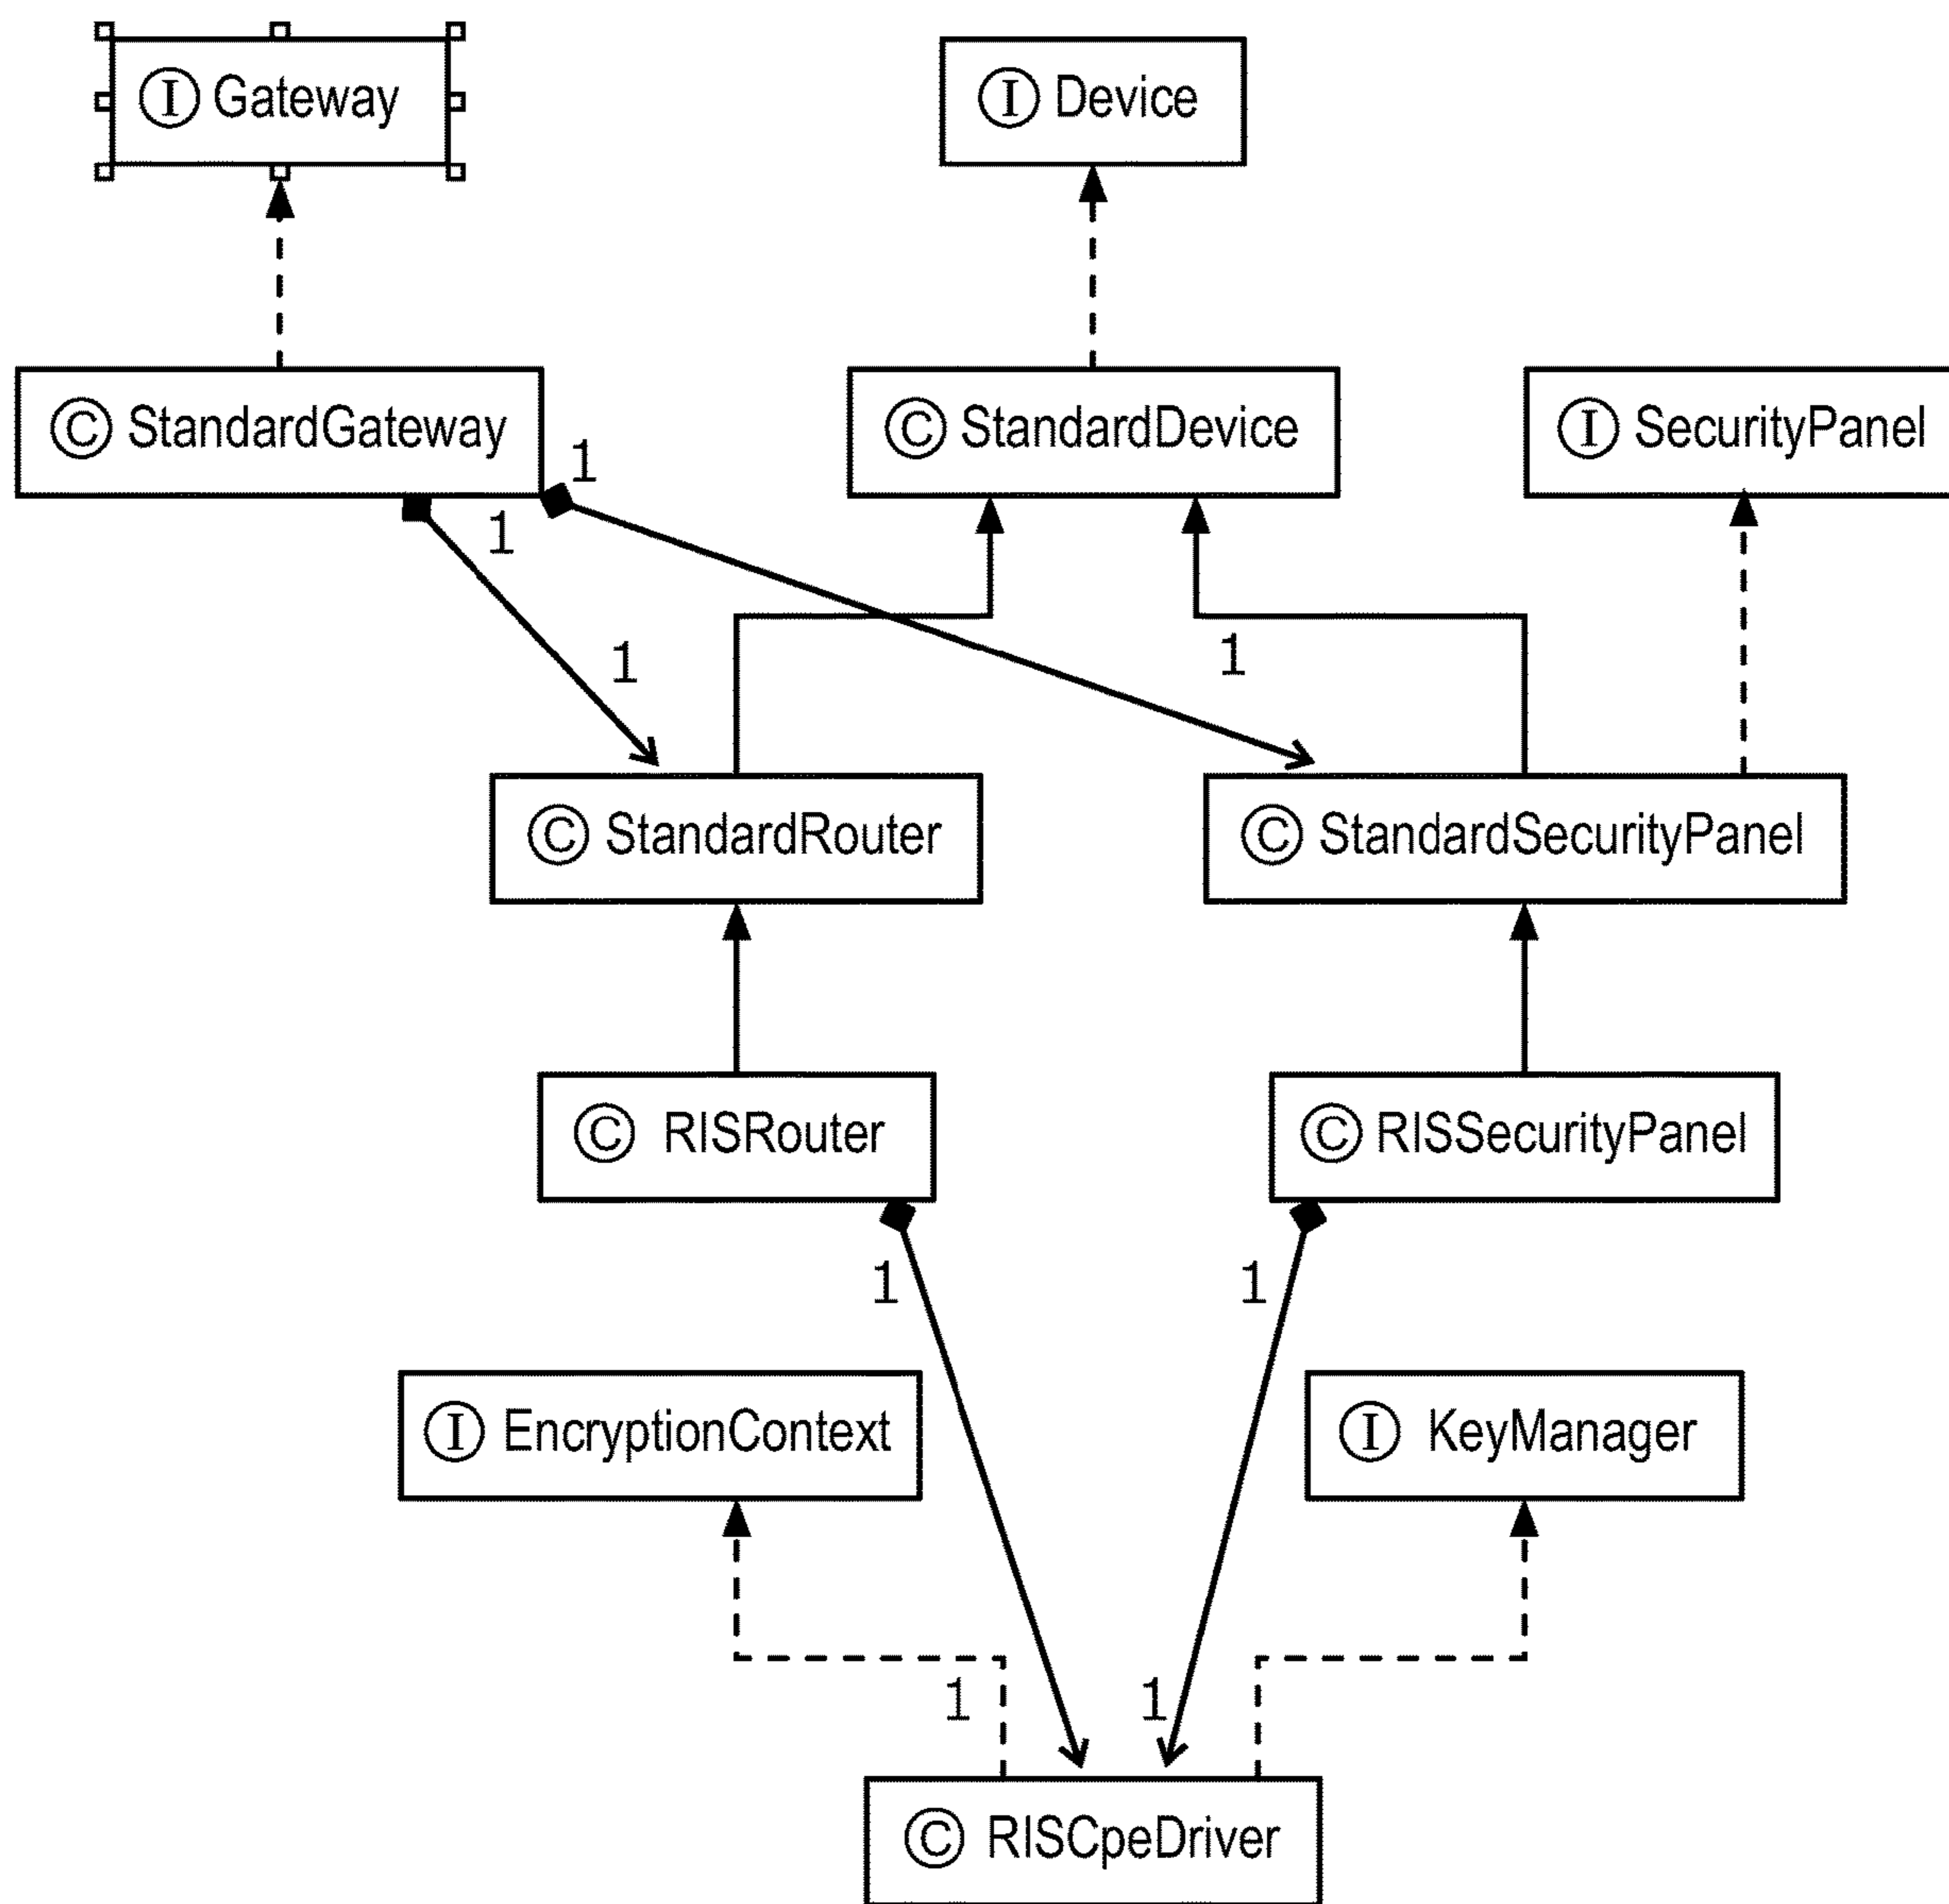 I Gateway
I Device
C StandardGateway
C StandardDevice
I SecurityPanel
1
1
1
1
C StandardRouter
C StandardSecurityPanel
C RISRouter
C RISSecurityPanel
1
1
I EncryptionContext
I KeyManager
1
1
C RISCpeDriver